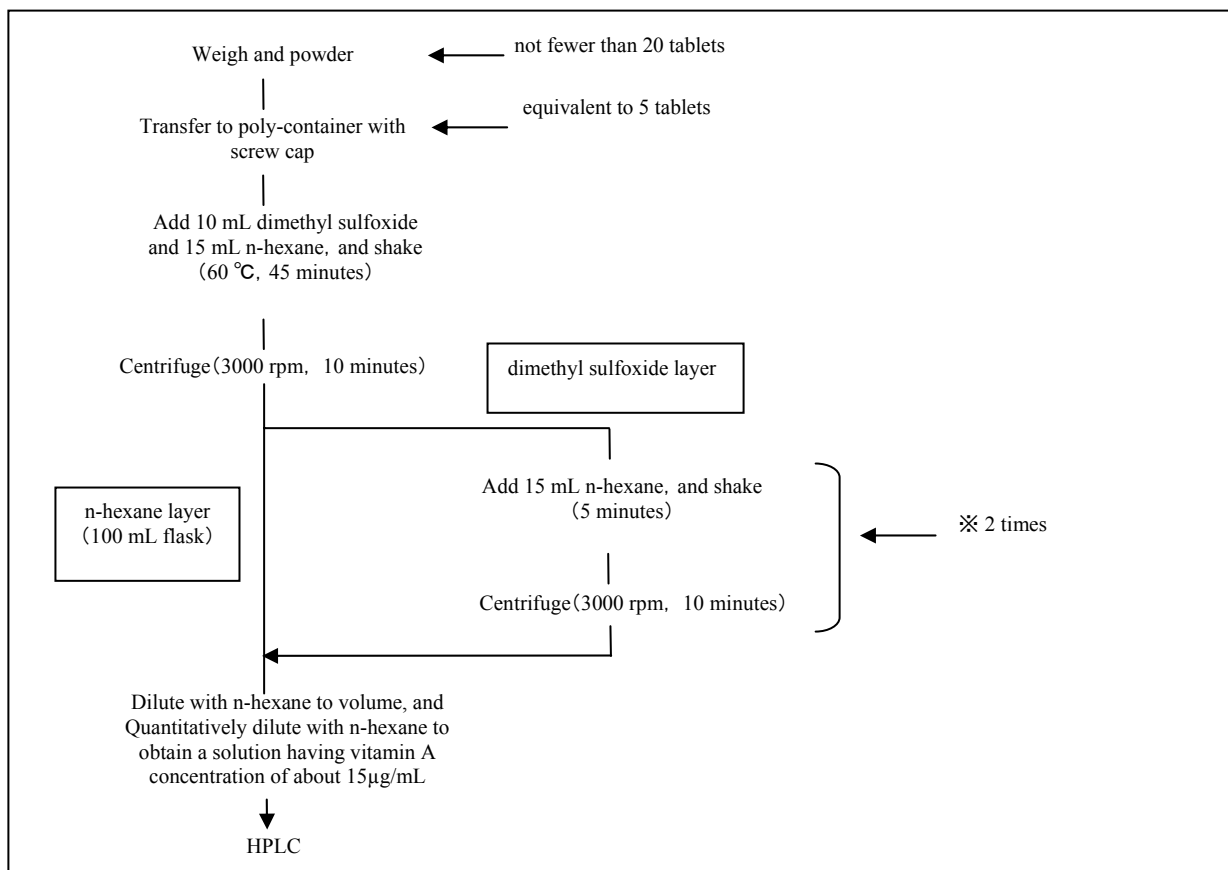 Weigh and powder
not fewer than 20 tablets
equivalent to 5 tablets
Transfer to poly-container with
screw cap
Add 10 mL dimethyl sulfoxide
and 15 mL n-hexane, and shake
(60 ℃, 45 minutes)
Centrifuge(3000 rpm, 10 minutes)
dimethyl sulfoxide layer
n-hexane layer
(100 mL flask)
Add 15 mL n-hexane, and shake
(5 minutes)
※ 2 times
Centrifuge(3000 rpm, 10 minutes)
Dilute with n-hexane to volume, and
Quantitatively dilute with n-hexane to
obtain a solution having vitamin A
concentration of about 15µg/mL
HPLC